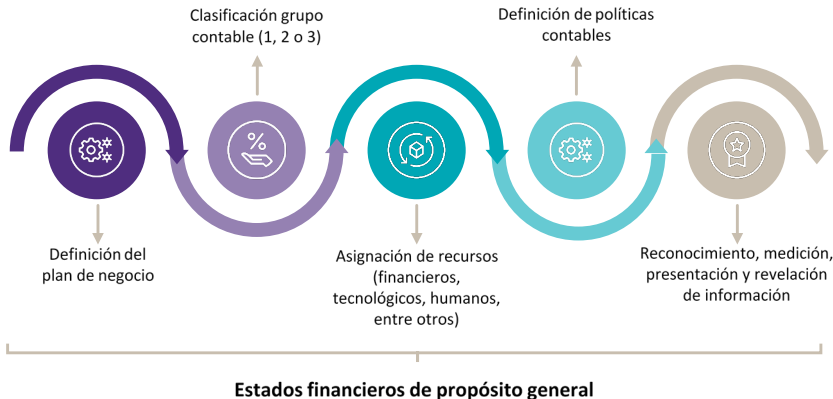 Clasificación grupo
contable (1, 2 o 3)
Definición de políticas
contables
%
Definición del
plan de negocio
Asignación de recursos
(financieros,
tecnológicos, humanos,
entre otros)
Reconocimiento, medición,
presentación y revelación
de información
Estados financieros de propósito general